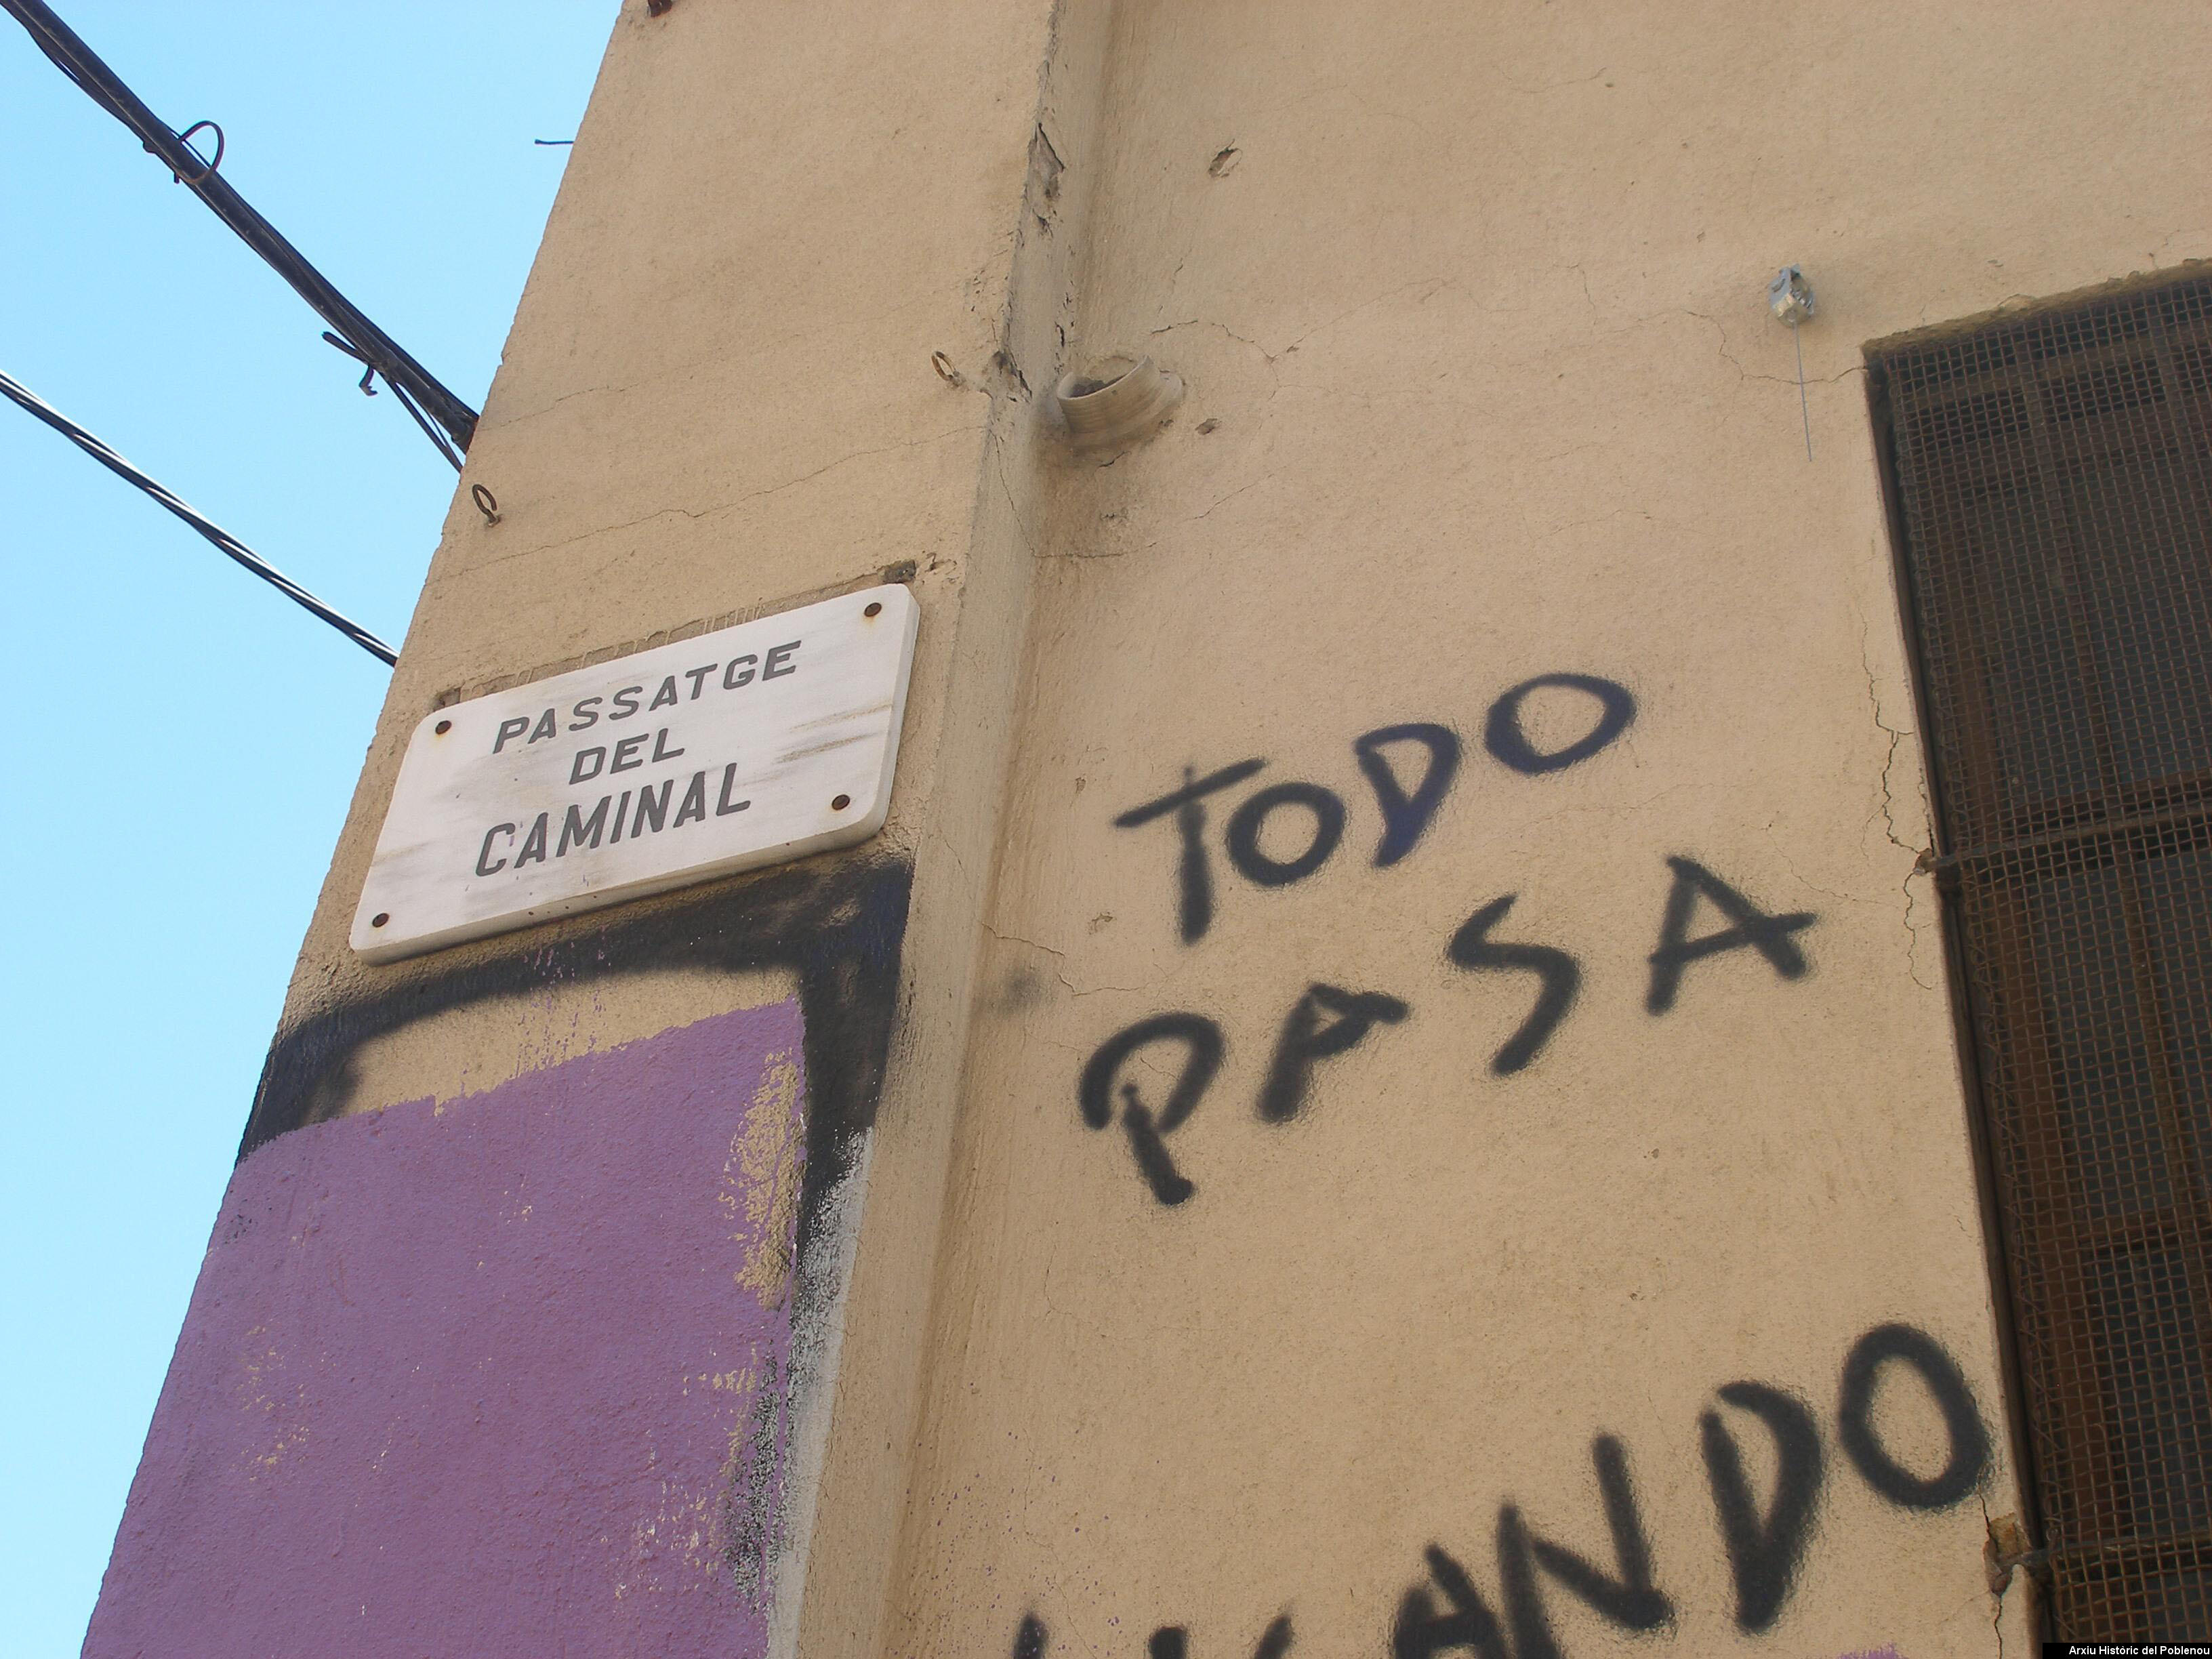 PASSATGE
DEL
CAMINAL
TODO
PASA
Arxiu Històric del Poblenou